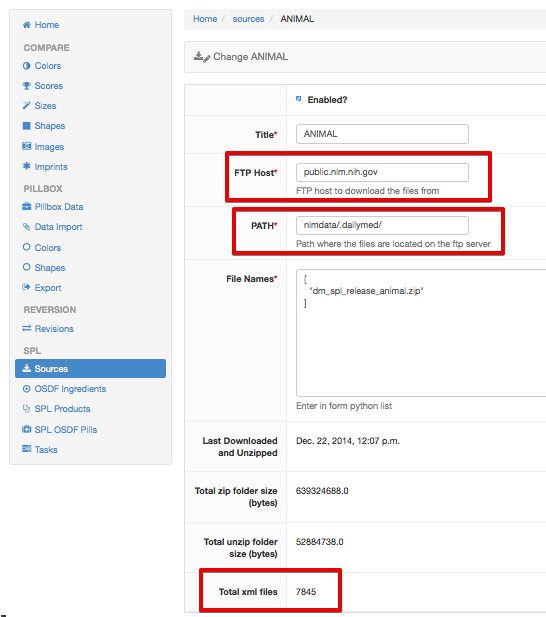 Home
COMPARE
Colors
Scores
Sizes
Shapes
Images
Imprints
PILLBOX
Pillbox Data
Data Import
Colors
Shapes
Export
REVERSION
Revisions
SPL
Sources
OSDF Ingredients
SPL Products
SPL OSDF Pills
Tasks
Home / sources / ANIMAL
Change ANIMAL
Enabled?
Title* ANIMAL
FTP Host* public.nlm.nih.gov
FTP host to download the files from
PATH* nlmdata/.dailymed/
Path where the files are located on the ftp server
File Names* [
"dm_spl_release_animal.zip"
]
Enter in form python list
Last Downloaded Dec. 22, 2014, 12:07 p.m.
and Unzipped
Total zip folder size 639324688.0
(bytes)
Total unzip folder 52884738.0
size (bytes)
Total xml files 7845